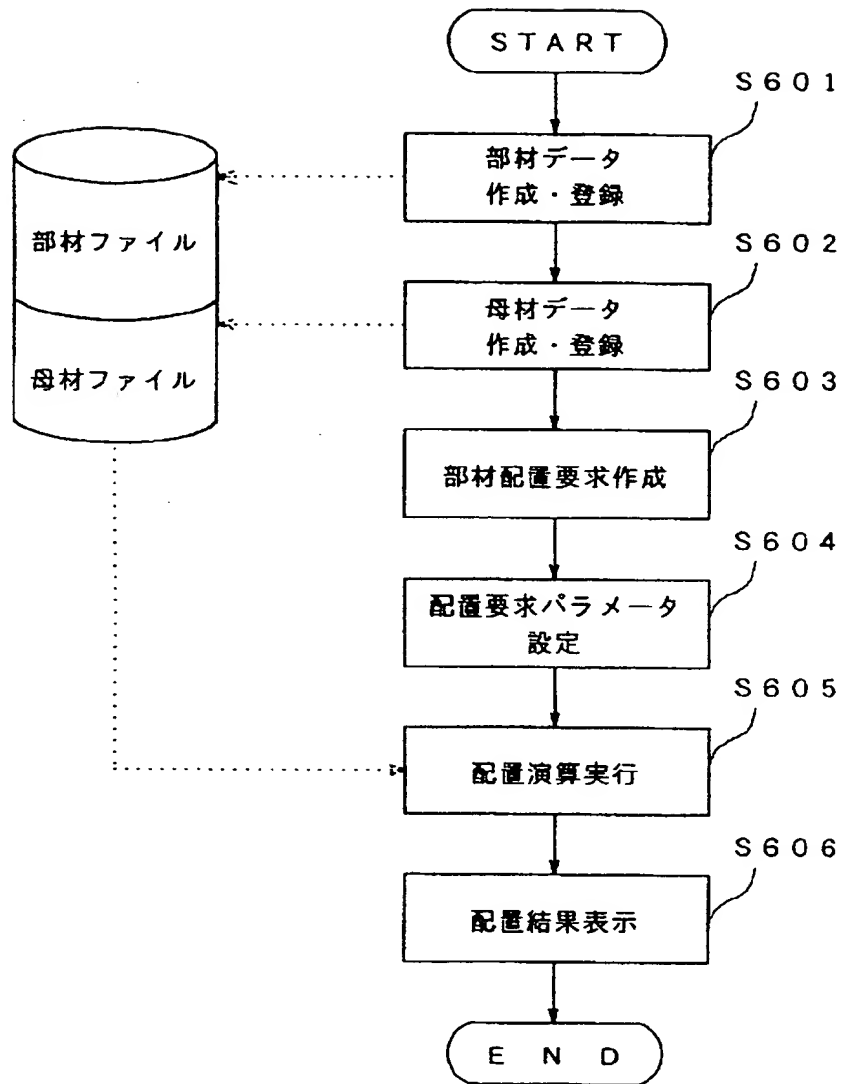 START
S601
部材データ
作成・登録
部材ファイル
S602
母材データ
作成・登録
母材ファイル
S603
部材配置要求作成
S604
配置要求パラメータ
設定
S605
配置演算実行
S606
配置結果表示
END